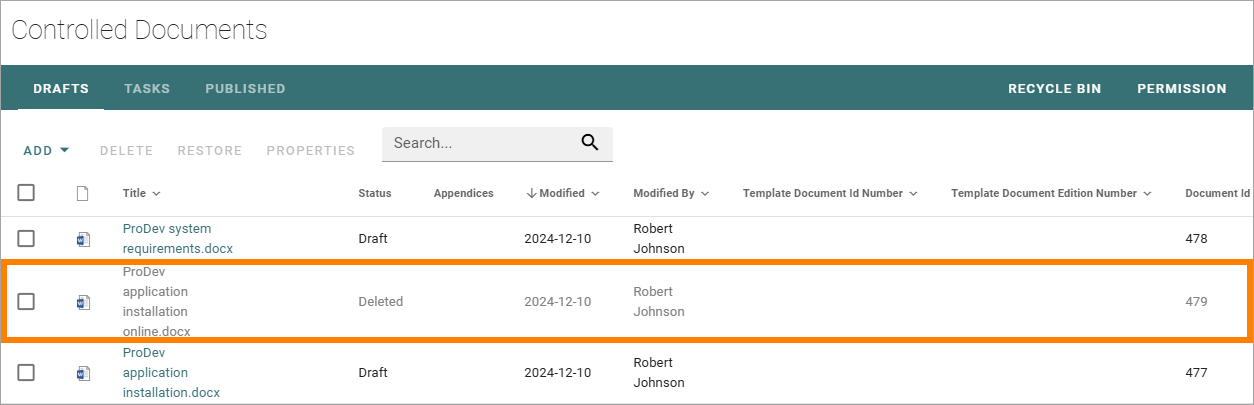 Controlled Documents
DRAFTS TASKS PUBLISHED RECYCLE BIN PERMISSION
ADD DELETE RESTORE PROPERTIES Search...
Title Status Appendices Modified Modified By Template Document Id Number Template Document Edition Number Document Id
ProDev system
requirements.docx
Draft 2024-12-10
Robert
Johnson
478
ProDev
application
installation
online.docx
Deleted 2024-12-10
Robert
Johnson
479
ProDev
application
installation.docx
Draft 2024-12-10
Robert
Johnson
477